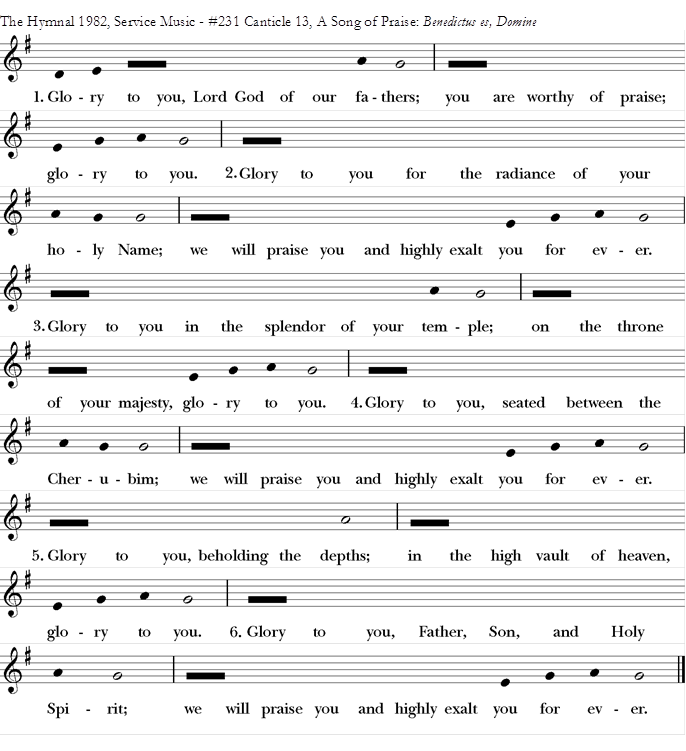 The Hymnal 1982, Service Music - #231 Canticle 13, A Song of Praise: Benedictus es, Domine
1. Glo - ry to you, Lord God of our fa - thers; you are worthy of praise;
glo - ry to you. 2. Glory to you for the radiance of your
ho - ly Name; we will praise you and highly exalt you for ev - er.
3. Glory to you in the splendor of your tem - ple; on the throne
of your majesty, glo - ry to you. 4. Glory to you, seated between the
Cher - u - bim; we will praise you and highly exalt you for ev - er.
5. Glory to you, beholding the depths; in the high vault of heaven,
glo - ry to you. 6. Glory to you, Father, Son, and Holy
Spi - rit; we will praise you and highly exalt you for ev - er.